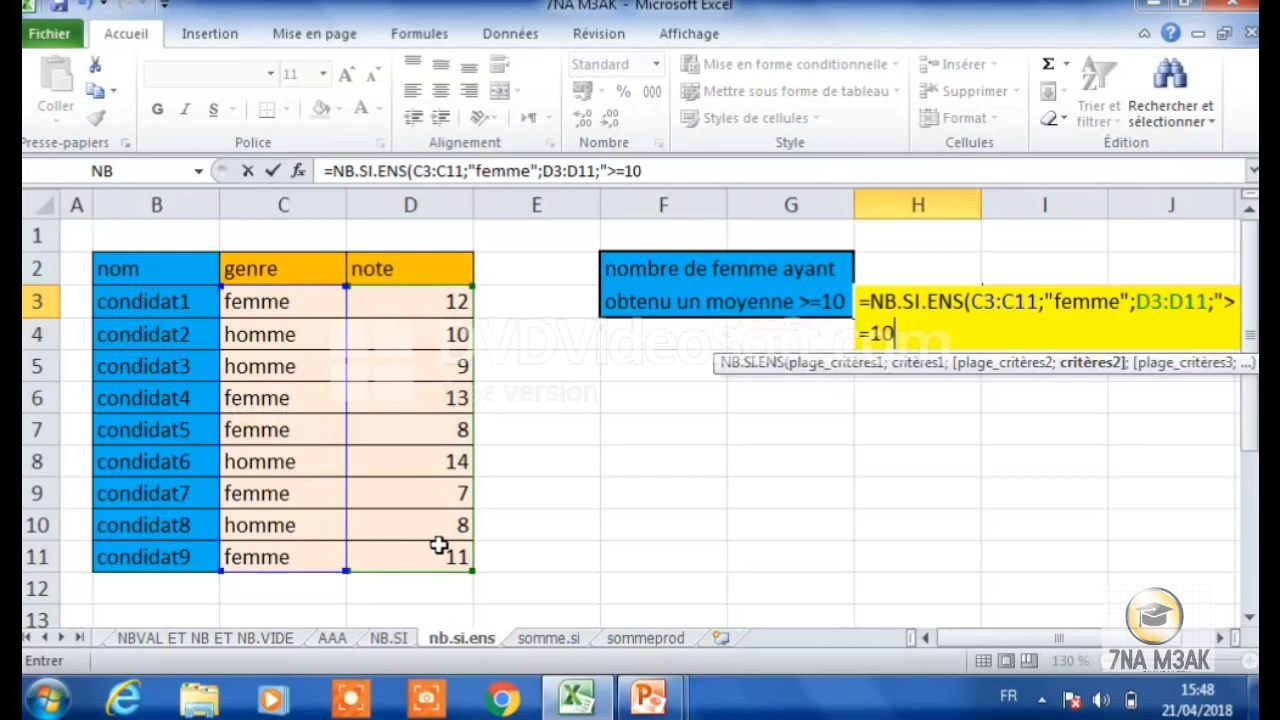 7NA M3AK - Microsoft Excel
Fichier Accueil Insertion Mise en page Formules Données Révision Affichage
11 Standard Mise en forme conditionnelle Insérer Σ
Coller Mettre sous forme de tableau Supprimer Trier et filtrer Rechercher et sélectionner
G I S A % 000 Styles de cellules Format
Presse-papiers Police Alignement Nombre Style Cellules Édition
NB fx =NB.SI.ENS(C3:C11;"femme";D3:D11;">=10
A B C D E F G H I J
1
2 nom genre note nombre de femme ayant
3 condidat1 femme 12 obtenu un moyenne >=10 =NB.SI.ENS(C3:C11;"femme";D3:D11;">
4 condidat2 homme 10 =10
DVDVideoSoft.com
NB.SI.ENS(plage_critères1; critères1; [plage_critères2; critères2]; [plage_critères3; ...)
5 condidat3 homme 9
6 condidat4 femme 13
free version
7 condidat5 femme 8
8 condidat6 homme 14
9 condidat7 femme 7
10 condidat8 homme 8
11 condidat9 femme 11
12
13
NBVAL ET NB ET NB.VIDE AAA NB.SI nb.si.ens somme.si sommeprod
Entrer 130 %
7NA M3AK
FR 15:48
21/04/2018